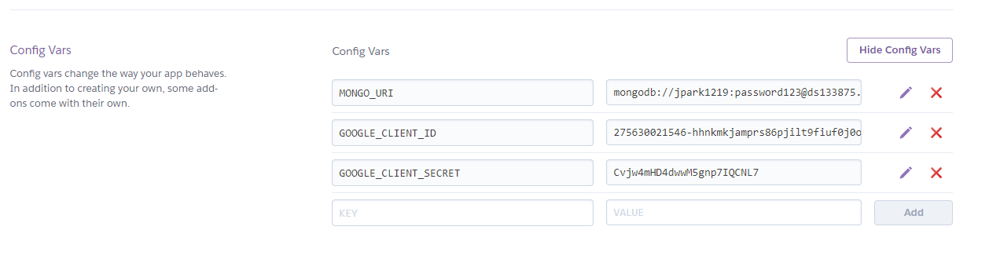 Config Vars
Config vars change the way your app behaves.
In addition to creating your own, some add-
ons come with their own.
Config Vars
Hide Config Vars
MONGO_URI
mongodb://jpark1219:password123@ds133875.
GOOGLE_CLIENT_ID
275630021546-hhnkmkjamprs86pjilt9fiuf0j0o
GOOGLE_CLIENT_SECRET
Cvjw4mHD4dwwM5gnp7IQCNL7
KEY
VALUE
Add